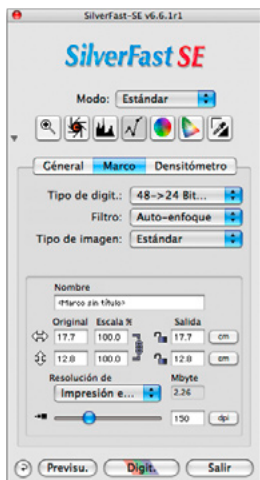 SilverFast-SE v6.6.1r1
SilverFast SE
Modo: Estándar
Géneral Marco Densitómetro
Tipo de digit.: 48->24 Bit...
Filtro: Auto-enfoque
Tipo de imagen: Estándar
Nombre
<Marco sin título>
Original Escala % Salida
17.7 100.0 17.7 cm
12.8 100.0 12.8 cm
Resolución de Mbyte
Impresión e... 2.26
150 dpi
Previsu. Digit. Salir